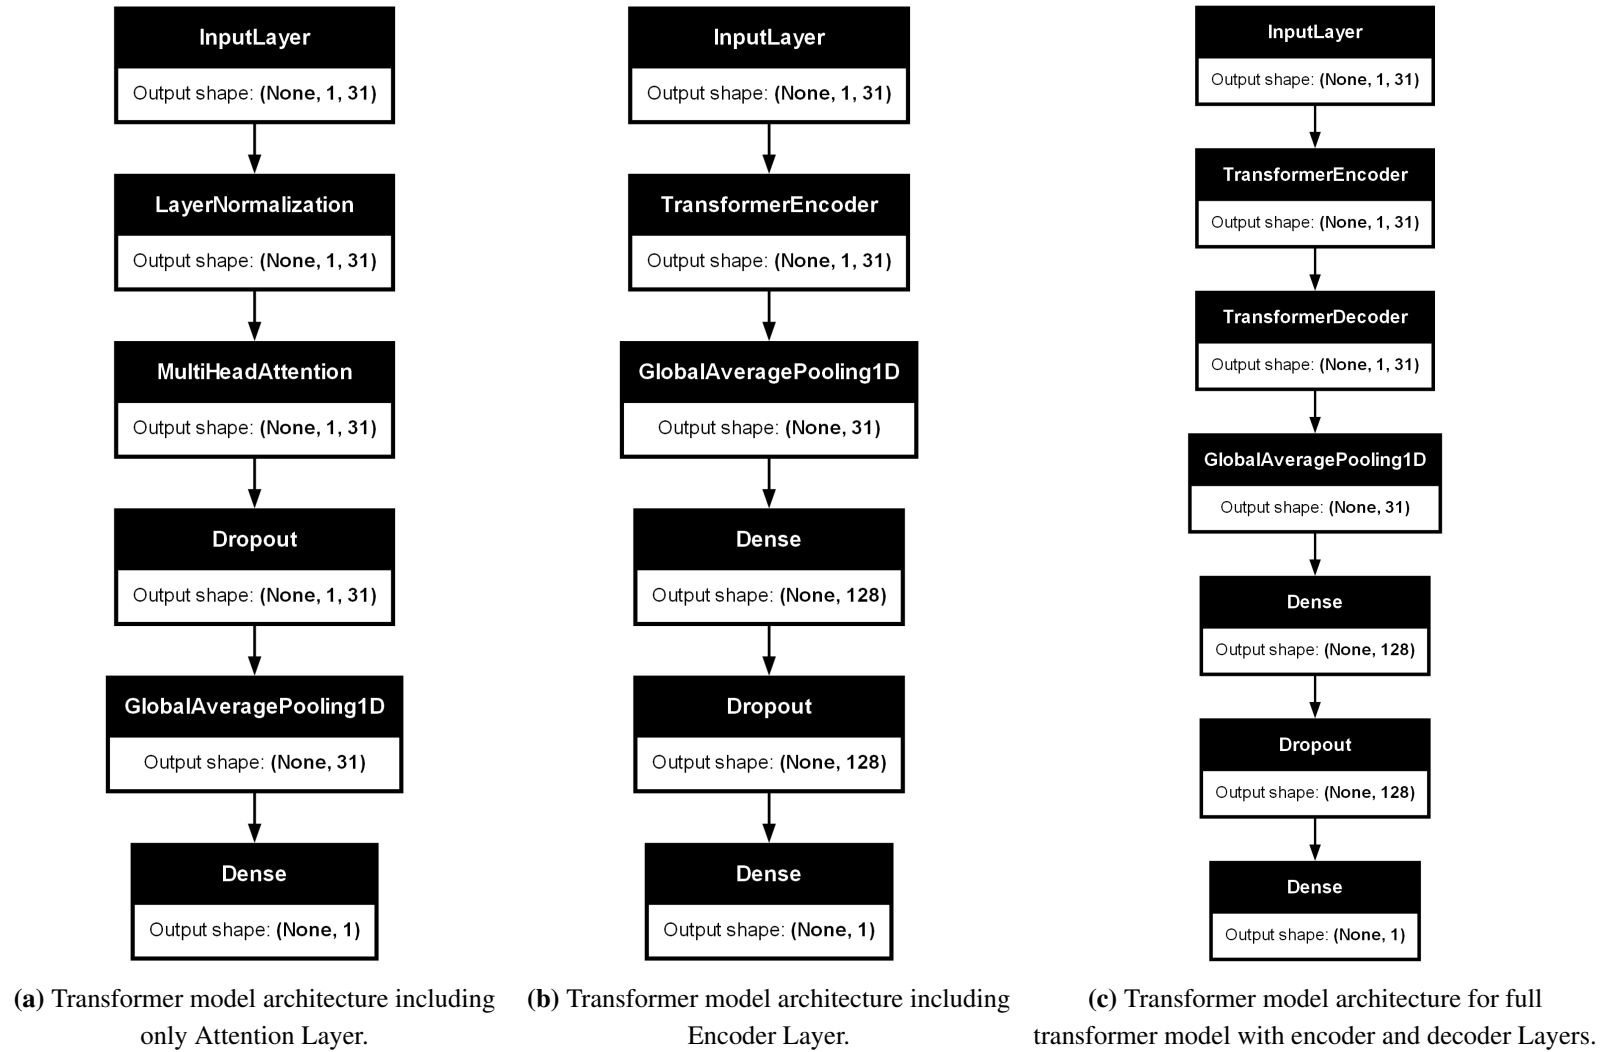 InputLayer
Output shape: (None, 1, 31)
LayerNormalization
Output shape: (None, 1, 31)
MultiHeadAttention
Output shape: (None, 1, 31)
Dropout
Output shape: (None, 1, 31)
GlobalAveragePooling1D
Output shape: (None, 31)
Dense
Output shape: (None, 1)
(a) Transformer model architecture including
only Attention Layer.
InputLayer
Output shape: (None, 1, 31)
TransformerEncoder
Output shape: (None, 1, 31)
GlobalAveragePooling1D
Output shape: (None, 31)
Dense
Output shape: (None, 128)
Dropout
Output shape: (None, 128)
Dense
Output shape: (None, 1)
(b) Transformer model architecture including
Encoder Layer.
InputLayer
Output shape: (None, 1, 31)
TransformerEncoder
Output shape: (None, 1, 31)
TransformerDecoder
Output shape: (None, 1, 31)
GlobalAveragePooling1D
Output shape: (None, 31)
Dense
Output shape: (None, 128)
Dropout
Output shape: (None, 128)
Dense
Output shape: (None, 1)
(c) Transformer model architecture for full
transformer model with encoder and decoder Layers.